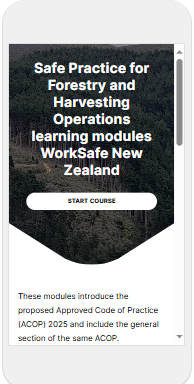 Safe Practice for
Forestry and
Harvesting
Operations
learning modules
WorkSafe New
Zealand
START COURSE
These modules introduce the
proposed Approved Code of Practice
(ACOP) 2025 and include the general
section of the same ACOP.